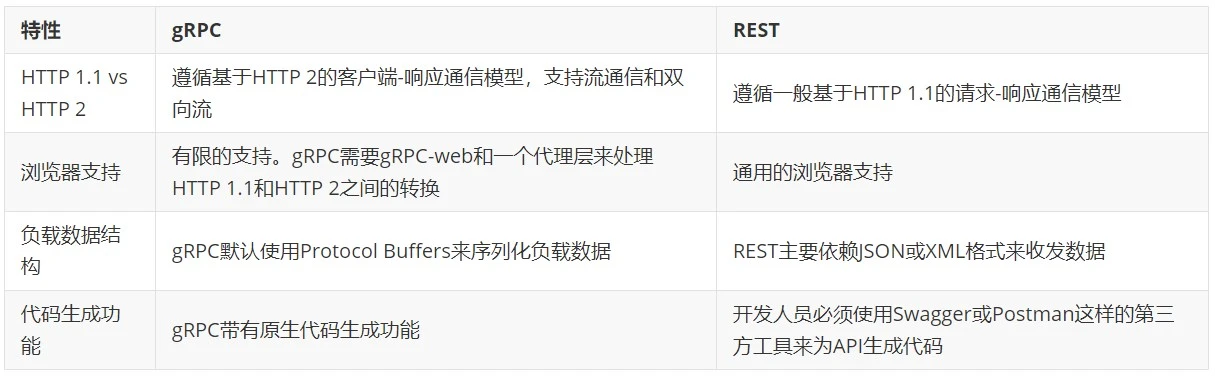 特性
gRPC
REST
HTTP 1.1 vs
HTTP 2
遵循基于HTTP 2的客户端-响应通信模型，支持流通信和双
向流
遵循一般基于HTTP 1.1的请求-响应通信模型
浏览器支持
有限的支持。gRPC需要gRPC-web和一个代理层来处理
HTTP 1.1和HTTP 2之间的转换
通用的浏览器支持
负载数据结
构
gRPC默认使用Protocol Buffers来序列化负载数据
REST主要依赖JSON或XML格式来收发数据
代码生成功
能
gRPC带有原生代码生成功能
开发人员必须使用Swagger或Postman这样的第三
方工具来为API生成代码